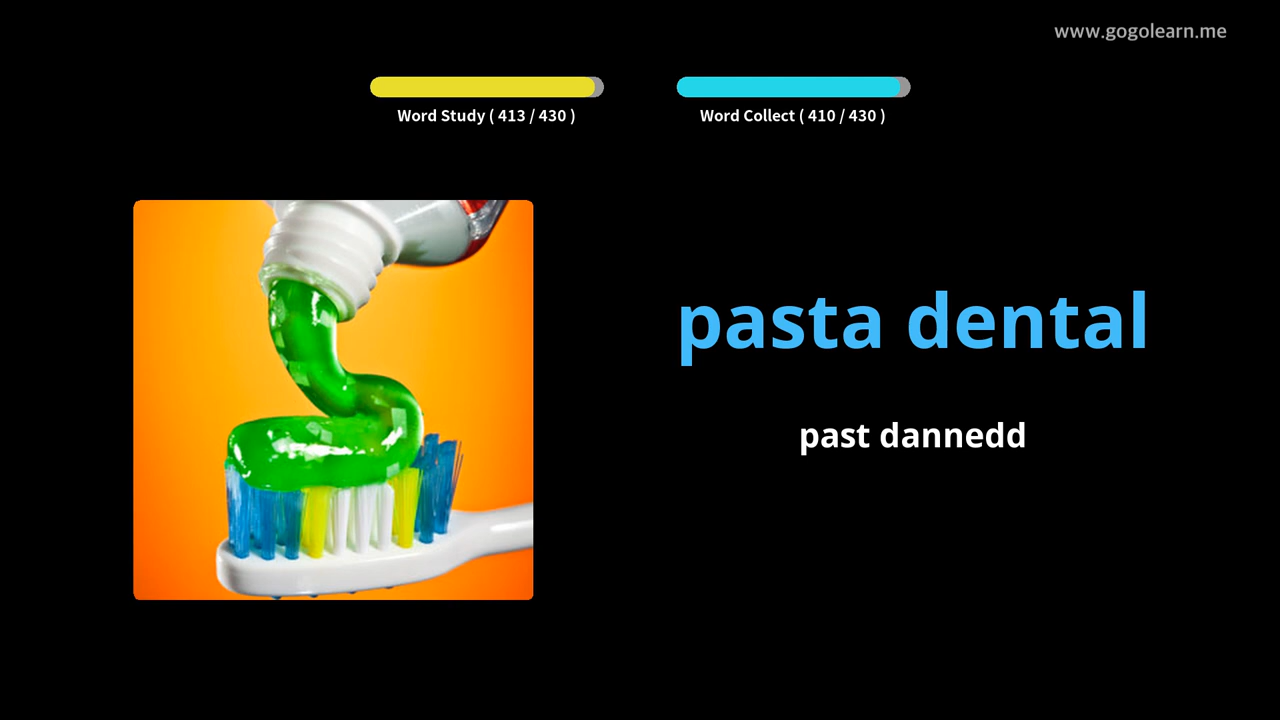 www.gogolearn.me
Word Study ( 413 / 430 )
Word Collect ( 410 / 430 )
pasta dental
past dannedd